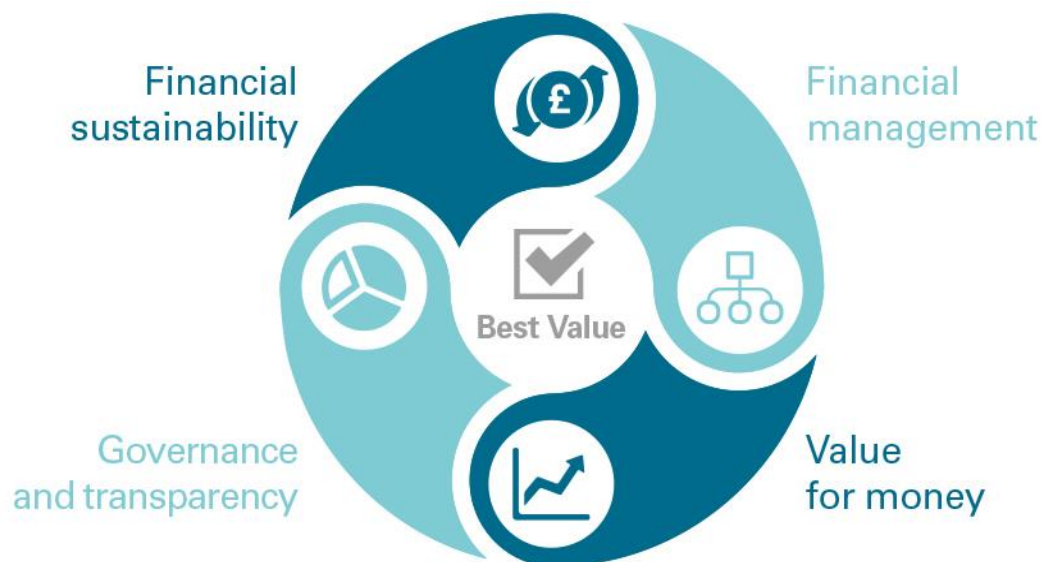 Financial
sustainability
Financial
management
£
Best Value
Governance
and transparency
Value
for money